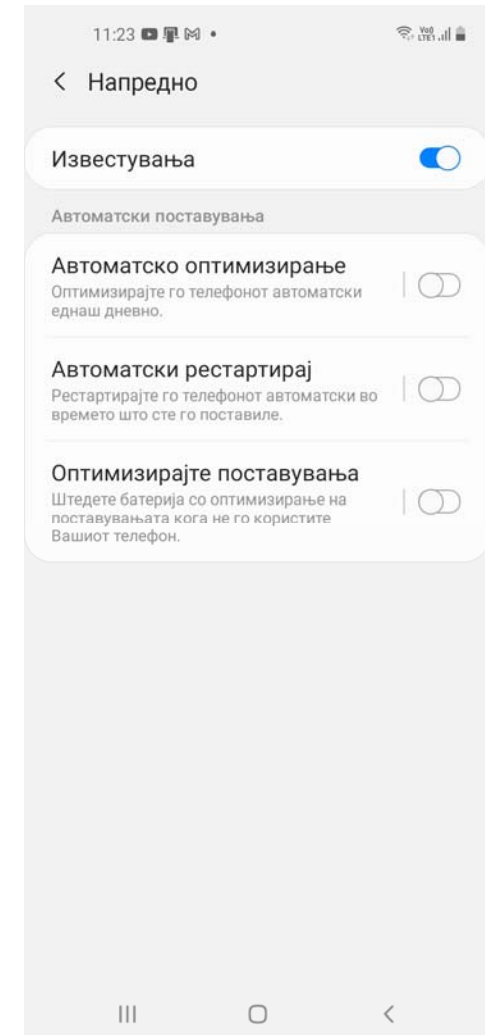 11:23
Vo))
LTE1
Напредно
Известувања
Автоматски поставувања
Автоматско оптимизирање
Оптимизирајте го телефонот автоматски
еднаш дневно.
Автоматски рестартирај
Рестартирајте го телефонот автоматски во
времето што сте го поставиле.
Оптимизирајте поставувања
Штедете батерија со оптимизирање на
поставувањата кога не го користите
Вашиот телефон.